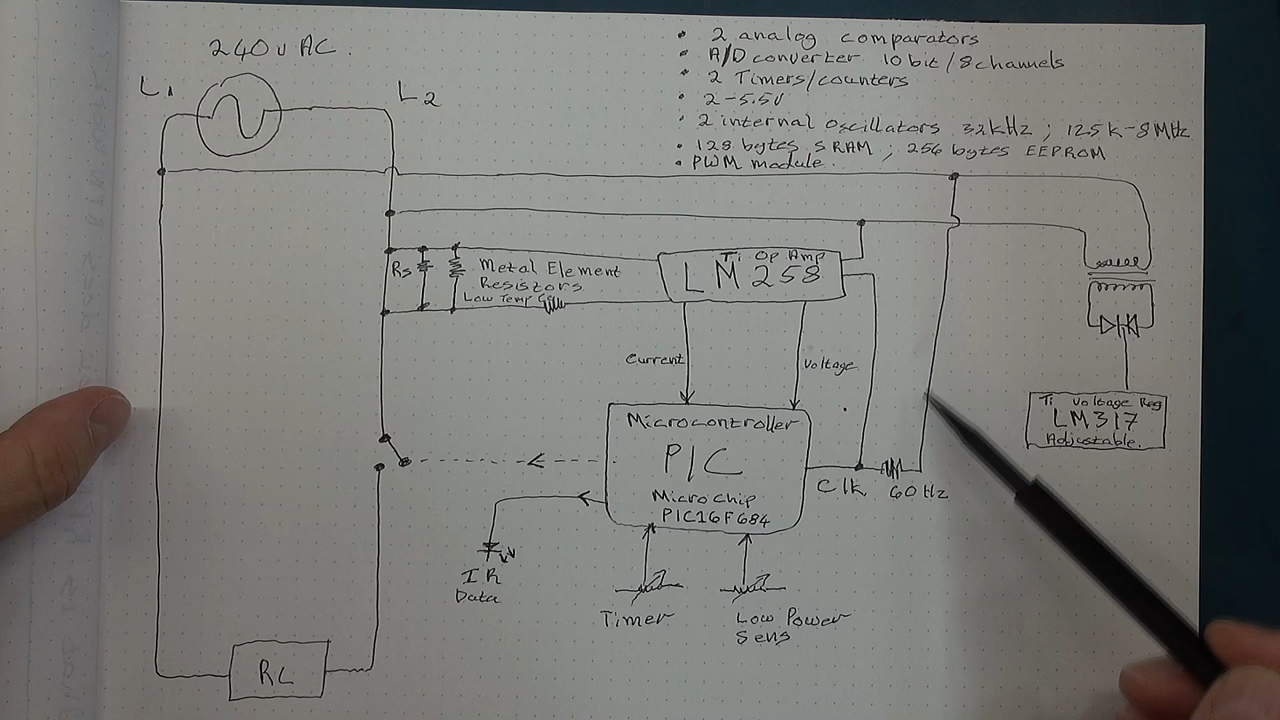 240v AC.
L1
L2
• 2 analog comparators
• A/D converter 10 bit/8channels
• 2 Timers/counters
• 2-5.5V
• 2 internal oscillators 32kHz ; 125k-8MHz
• 128 bytes SRAM ; 256 bytes EEPROM
• PWM module.
Rs
Metal Element
Resistors
Low Temp
Ti Op Amp
LM258
Current
Voltage
Ti Voltage Reg
LM317
Adjustable.
Microcontroller
PIC
MicroChip
PIC16F684
Clk 60Hz
IR
Data
Timer
Low Power
Sens
RL